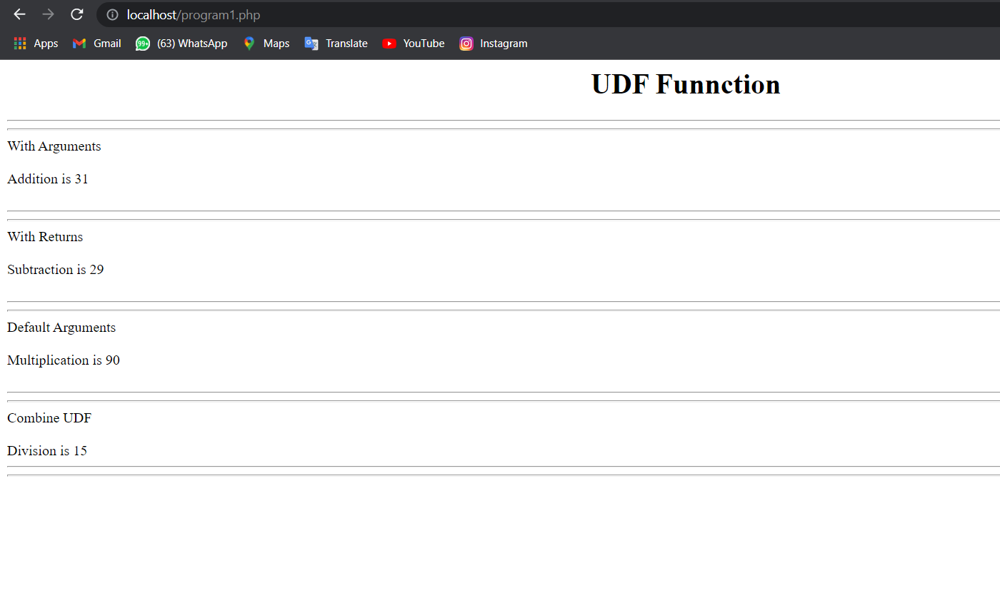 localhost/program1.php
Apps Gmail 99+ (63) WhatsApp Maps Translate YouTube Instagram
UDF Funnction
With Arguments
Addition is 31
With Returns
Subtraction is 29
Default Arguments
Multiplication is 90
Combine UDF
Division is 15